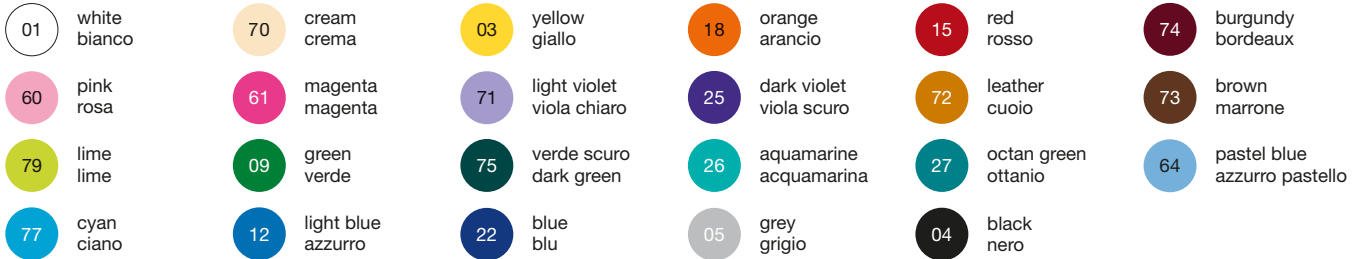 01 white
bianco
70 cream
crema
03 yellow
giallo
18 orange
arancio
15 red
rosso
74 burgundy
bordeaux
60 pink
rosa
61 magenta
magenta
71 light violet
viola chiaro
25 dark violet
viola scuro
72 leather
cuoio
73 brown
marrone
79 lime
lime
09 green
verde
75 verde scuro
dark green
26 aquamarine
acquamarina
27 octan green
ottanio
64 pastel blue
azzurro pastello
77 cyan
ciano
12 light blue
azzurro
22 blue
blu
05 grey
grigio
04 black
nero